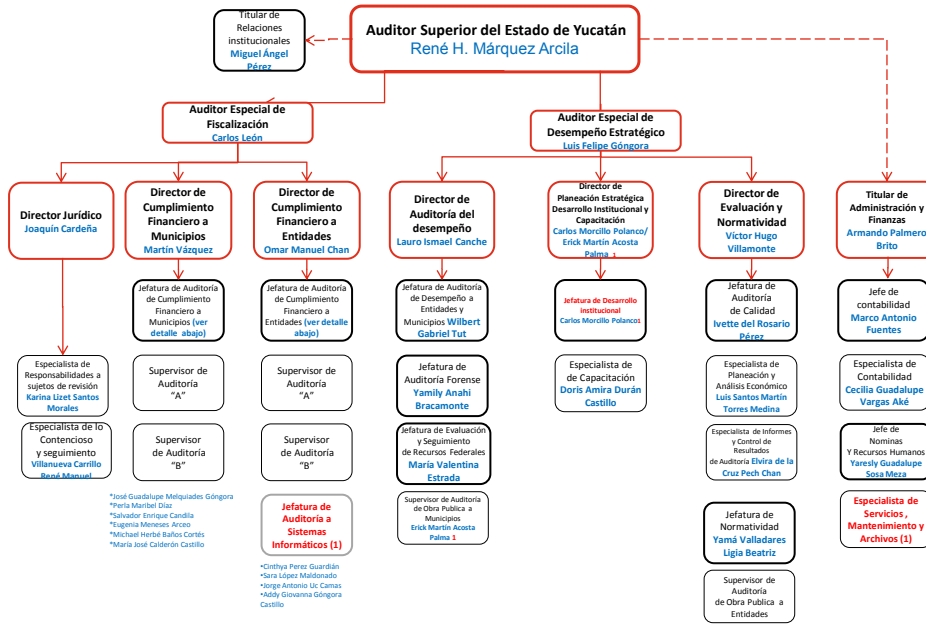 Titular de
Relaciones
institucionales
Miguel Ángel
Pérez
Auditor Superior del Estado de Yucatán
René H. Márquez Arcila
Auditor Especial de
Fiscalización
Carlos León
Auditor Especial de
Desempeño Estratégico
Luis Felipe Góngora
Director Jurídico
Joaquín Cardeña
Director de
Cumplimiento
Financiero a
Municipios
Martín Vázquez
Director de
Cumplimiento
Financiero a
Entidades
Omar Manuel Chan
Director de
Auditoría del
desempeño
Lauro Ismael Canche
Director de
Planeación Estratégica
Desarrollo Institucional y
Capacitación
Carlos Morcillo Polanco/
Erick Martín Acosta
Palma 1
Director de
Evaluación y
Normatividad
Víctor Hugo
Villamonte
Titular de
Administración y
Finanzas
Armando Palmero
Brito
Jefatura de Auditoría
de Cumplimiento
Financiero a
Municipios (ver
detalle abajo)
Jefatura de Auditoría
de Cumplimiento
Financiero a
Entidades (ver detalle
abajo)
Jefatura de Auditoría
de Desempeño a
Entidades y
Municipios Wilbert
Gabriel Tut
Jefatura de Desarrollo
Institucional
Carlos Morcillo Polanco1
Jefatura de
Auditoría
de Calidad
Ivette del Rosario
Pérez
Jefe de
contabilidad
Marco Antonio
Fuentes
Especialista de
Responsabilidades a
sujetos de revisión
Karina Lizet Santos
Morales
Supervisor de
Auditoría
"A"
Supervisor de
Auditoría
"A"
Jefatura de
Auditoría Forense
Yamily Anahi
Bracamonte
Especialista de
de Capacitación
Doris Amira Durán
Castillo
Especialista de
Planeación y
Análisis Económico
Luis Santos Martín
Torres Medina
Especialista de
Contabilidad
Cecilia Guadalupe
Vargas Aké
Especialista de lo
Contencioso
y seguimiento
Villanueva Carrillo
René Manuel
Supervisor
de Auditoría
"B"
Supervisor
de Auditoría
"B"
Jefatura de Evaluación
y Seguimiento
de Recursos Federales
María Valentina
Estrada
Especialista de Informes
y Control de
Resultados
de Auditoría Elvira de la
Cruz Pech Chan
Jefe de
Nominas
Y Recursos Humanos
Yaresly Guadalupe
Sosa Meza
*José Guadalupe Melquiades Góngora
*Perla Maribel Díaz
*Salvador Enrique Candila
*Eugenia Meneses Arceo
*Michael Herbé Baños Cortés
*María José Calderón Castillo
Jefatura de
Auditoría a
Sistemas
Informáticos (1)
•Cinthya Perez Guardián
•Sara López Maldonado
•Jorge Antonio Uc Camas
•Addy Giovanna Góngora
Castillo
Supervisor de Auditoría
de Obra Publica a
Municipios
Erick Martín Acosta
Palma 1
Jefatura de
Normatividad
Yamá Valladares
Ligia Beatriz
Supervisor de
Auditoría
de Obra Publica a
Entidades
Especialista de
Servicios ,
Mantenimiento y
Archivos (1)